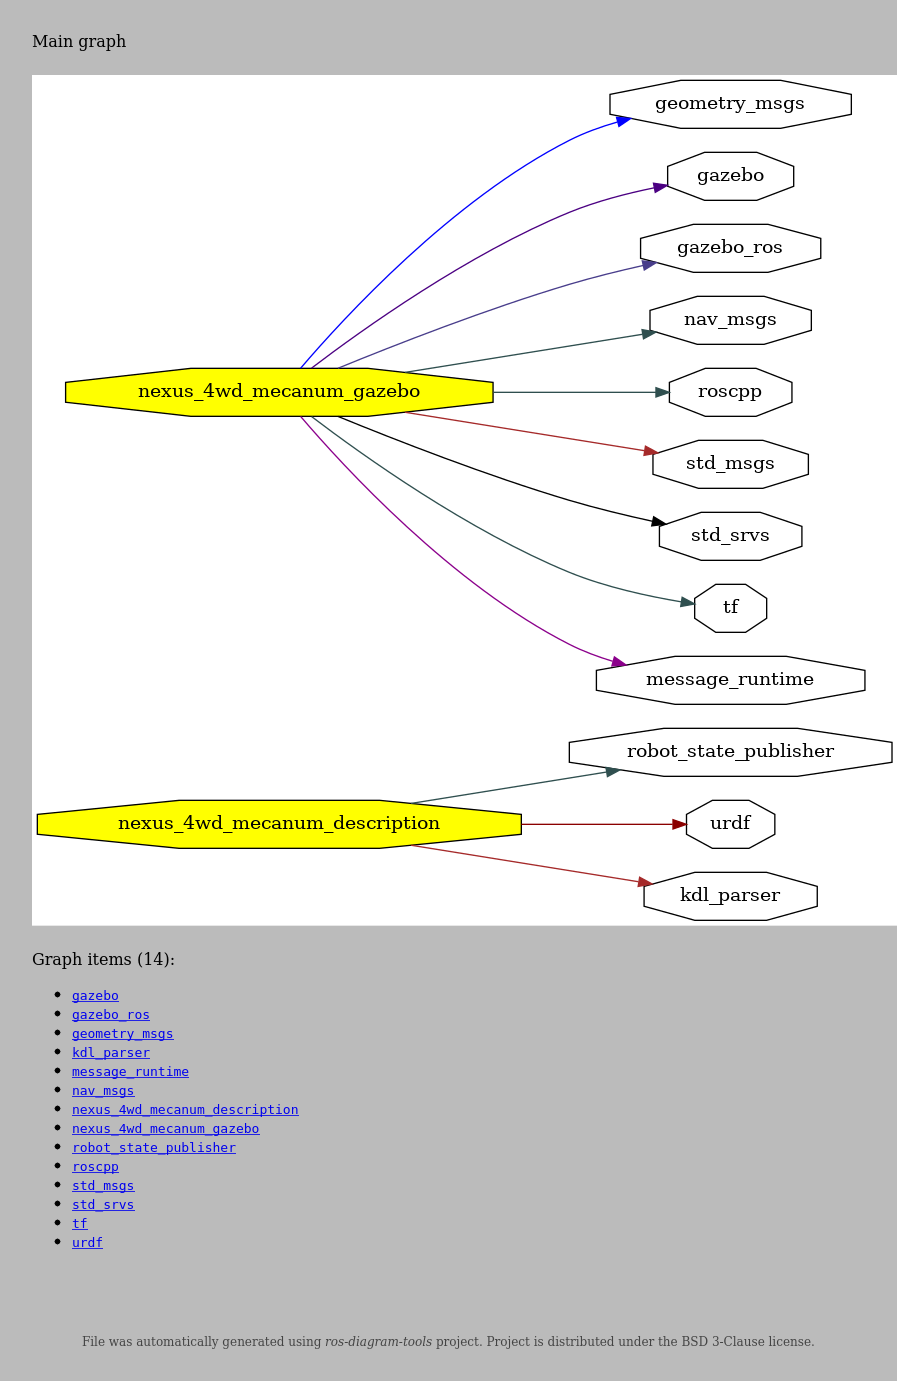 Main graph
geometry_msgs
gazebo
gazebo_ros
nav_msgs
nexus_4wd_mecanum_gazebo
roscpp
std_msgs
std_srvs
tf
message_runtime
robot_state_publisher
nexus_4wd_mecanum_description
urdf
kdl_parser
Graph items (14):
gazebo
gazebo_ros
geometry_msgs
kdl_parser
message_runtime
nav_msgs
nexus_4wd_mecanum_description
nexus_4wd_mecanum_gazebo
robot_state_publisher
roscpp
std_msgs
std_srvs
tf
urdf
File was automatically generated using ros-diagram-tools project. Project is distributed under the BSD 3-Clause license.